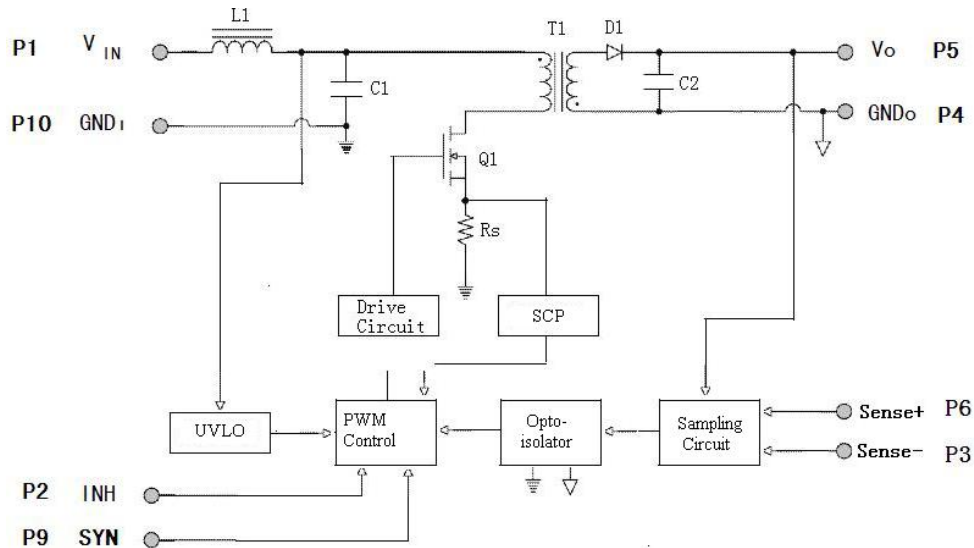 L1
T1
D1
P1 VIN
Vo P5
C1
C2
P10 GNDI
GNDo P4
Q1
Rs
Drive
Circuit
SCP
UVLO
PWM
Control
Opto-
isolator
Sampling
Circuit
Sense+ P6
Sense- P3
P2 INH
P9 SYN